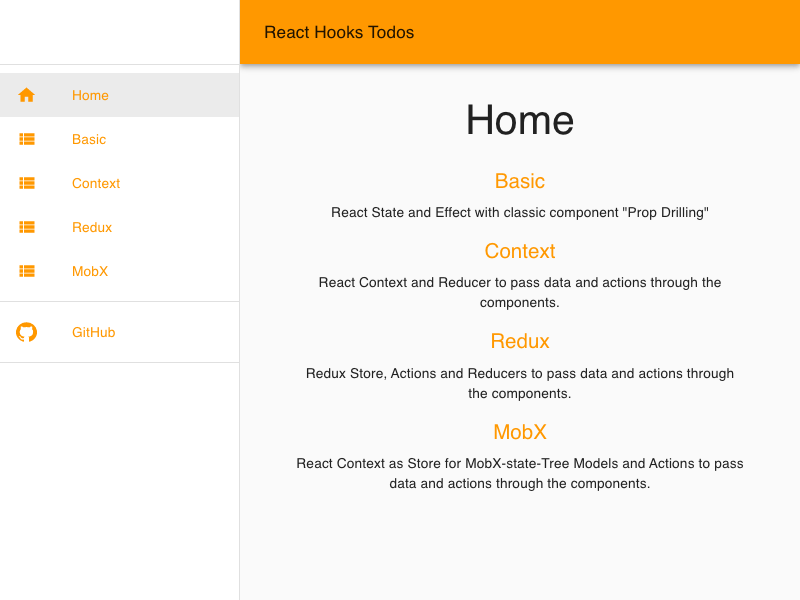 React Hooks Todos
Home
Basic
Context
Redux
MobX
GitHub
Home
Basic
React State and Effect with classic component "Prop Drilling"
Context
React Context and Reducer to pass data and actions through the
components.
Redux
Redux Store, Actions and Reducers to pass data and actions through
the components.
MobX
React Context as Store for MobX-state-Tree Models and Actions to pass
data and actions through the components.